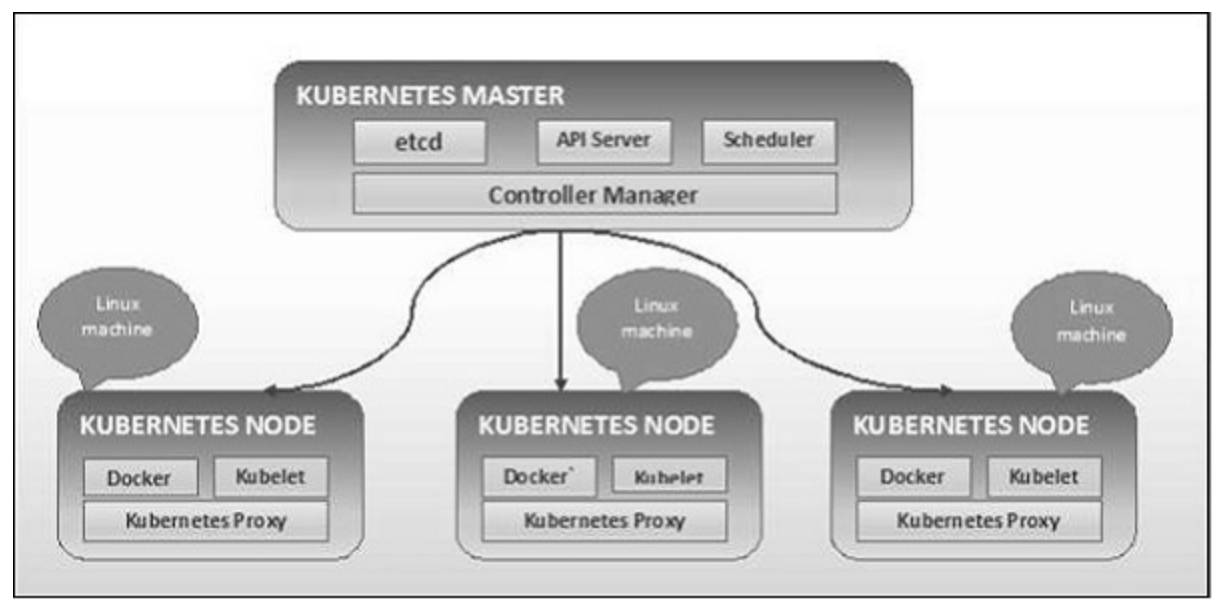 KUBERNETES MASTER
etcd
API Server
Scheduler
Controller Manager
Linux
machine
Linux
machine
Linux
machine
KUBERNETES NODE
Docker
Kubelet
Kubernetes Proxy
KUBERNETES NODE
Docker`
Kubelet
Kubernetes Proxy
KUBERNETES NODE
Docker
Kubelet
Kubernetes Proxy